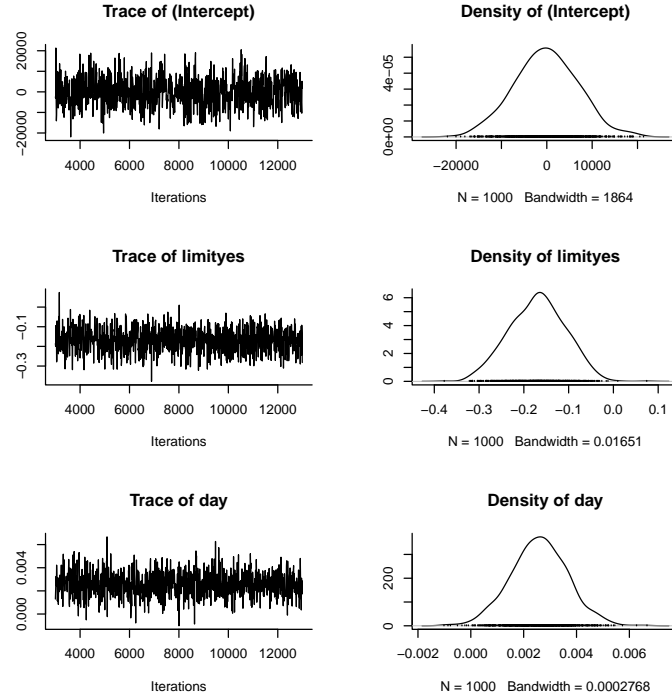 Trace of (Intercept)
−20000 0 20000
4000 6000 8000 10000 12000
Iterations
Density of (Intercept)
0e+00 4e−05
−20000 0 10000
N = 1000 Bandwidth = 1864
Trace of limityes
−0.3 −0.1
4000 6000 8000 10000 12000
Iterations
Density of limityes
0 2 4 6
−0.4 −0.3 −0.2 −0.1 0.0 0.1
N = 1000 Bandwidth = 0.01651
Trace of day
0.000 0.004
4000 6000 8000 10000 12000
Iterations
Density of day
0 200
−0.002 0.000 0.002 0.004 0.006
N = 1000 Bandwidth = 0.0002768